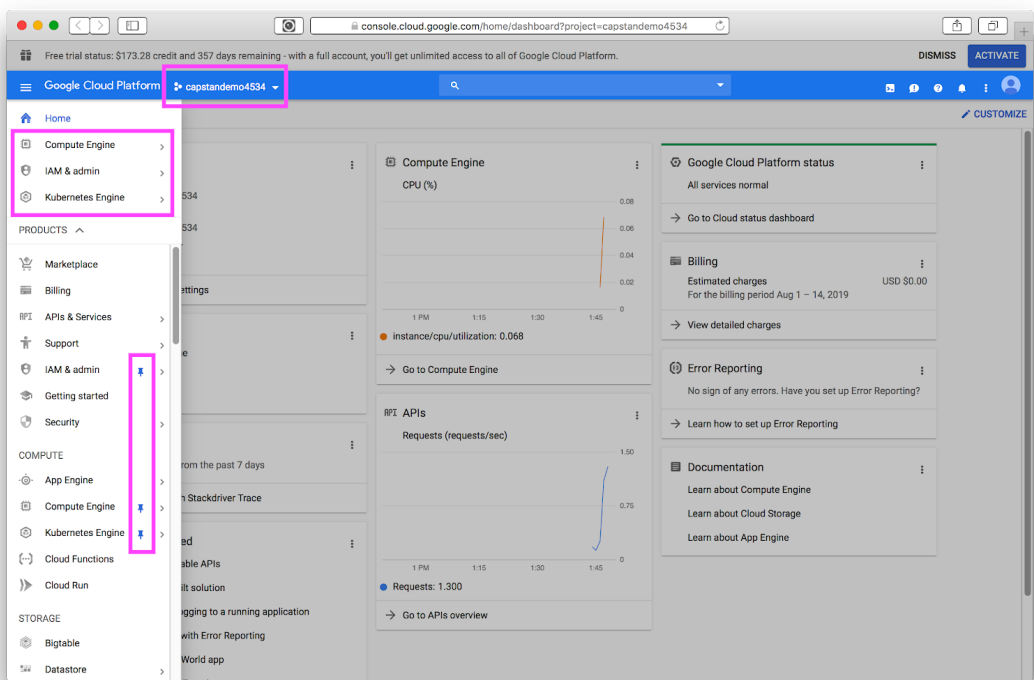 console.cloud.google.com/home/dashboard?project=capstandemo4534
Free trial status: $173.28 credit and 357 days remaining - with a full account, you'll get unlimited access to all of Google Cloud Platform.
DISMISS
ACTIVATE
Google Cloud Platform
capstandemo4534
CUSTOMIZE
Home
Compute Engine
IAM & admin
Kubernetes Engine
PRODUCTS
Marketplace
Billing
API APIs & Services
Support
IAM & admin
Getting started
Security
COMPUTE
App Engine
Compute Engine
Kubernetes Engine
Cloud Functions
Cloud Run
STORAGE
Bigtable
Datastore
534
534
ettings
e
rom the past 7 days
n Stackdriver Trace
ed
able APIs
ilt solution
ogging to a running application
with Error Reporting
World app
Compute Engine
CPU (%)
0.08
0.06
0.04
0.02
0
1 PM 1:15 1:30 1:45
instance/cpu/utilization: 0.068
Go to Compute Engine
API APIs
Requests (requests/sec)
1.50
0.75
0
1 PM 1:15 1:30 1:45
Requests: 1.300
Go to APIs overview
Google Cloud Platform status
All services normal
Go to Cloud status dashboard
Billing
Estimated charges USD $0.00
For the billing period Aug 1 – 14, 2019
View detailed charges
Error Reporting
No sign of any errors. Have you set up Error Reporting?
Learn how to set up Error Reporting
Documentation
Learn about Compute Engine
Learn about Cloud Storage
Learn about App Engine